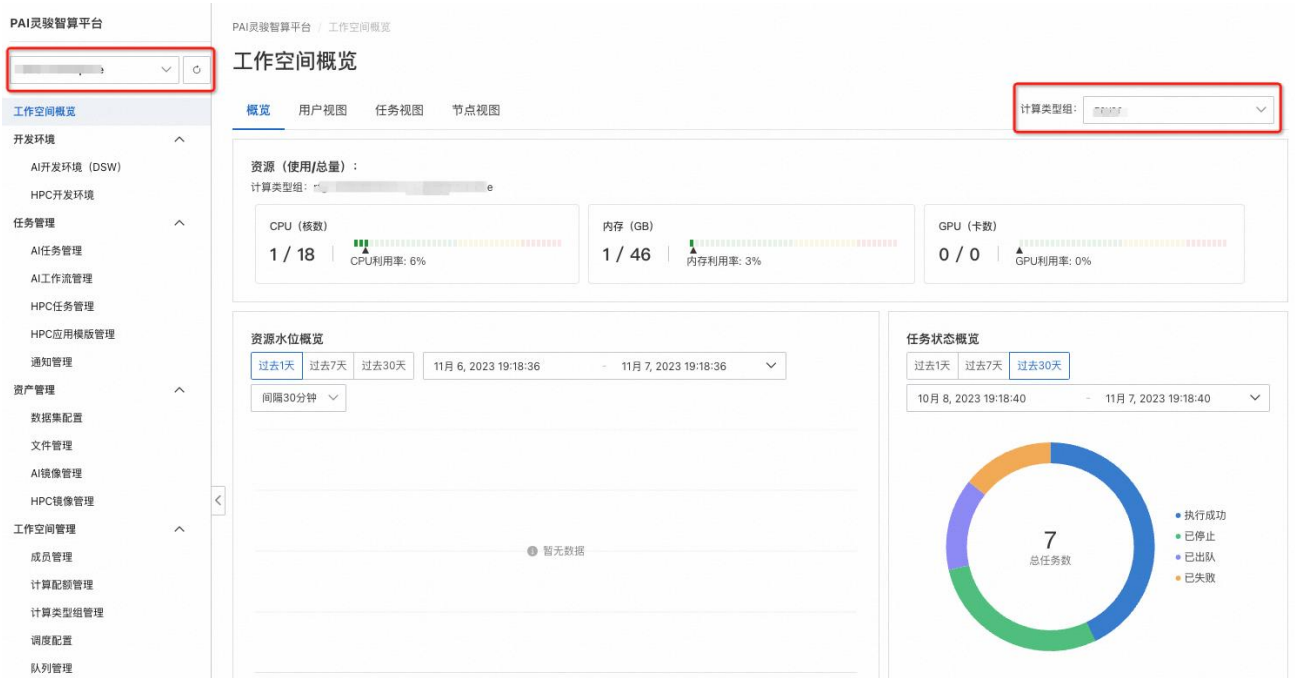 PAI灵骏智算平台
工作空间概览
开发环境
AI开发环境（DSW）
HPC开发环境
任务管理
AI任务管理
AI工作流管理
HPC任务管理
HPC应用模版管理
通知管理
资产管理
数据集配置
文件管理
AI镜像管理
HPC镜像管理
工作空间管理
成员管理
计算配额管理
计算类型组管理
调度配置
队列管理
PAI灵骏智算平台 / 工作空间概览
工作空间概览
概览 用户视图 任务视图 节点视图
计算类型组:
资源（使用/总量）:
计算类型组:
CPU（核数）
1 / 18
CPU利用率: 6%
内存（GB）
1 / 46
内存利用率: 3%
GPU（卡数）
0 / 0
GPU利用率: 0%
资源水位概览
过去1天 过去7天 过去30天 11月 6, 2023 19:18:36 - 11月 7, 2023 19:18:36
间隔30分钟
暂无数据
任务状态概览
过去1天 过去7天 过去30天
10月 8, 2023 19:18:40 - 11月 7, 2023 19:18:40
7
总任务数
执行成功
已停止
已出队
已失败